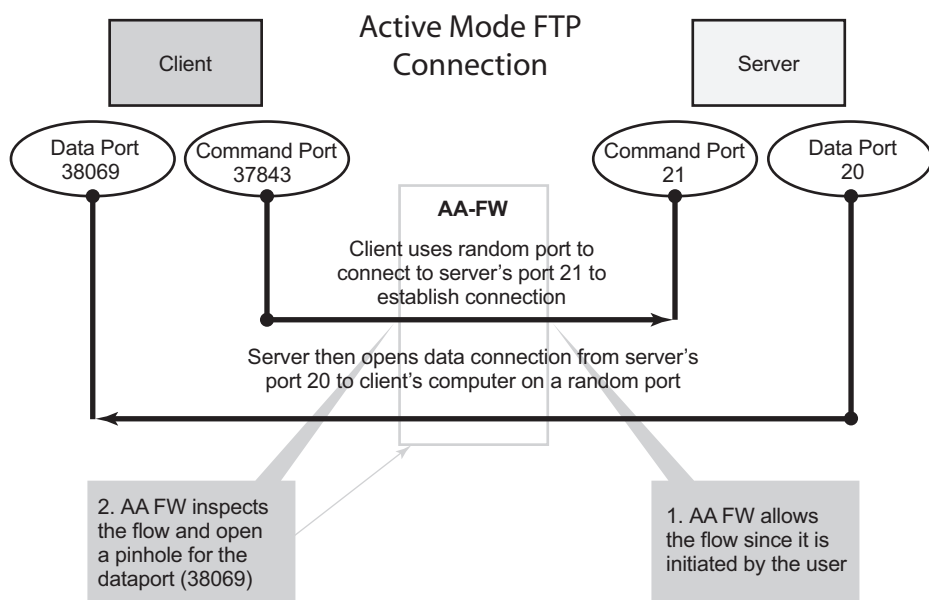 Active Mode FTP
Connection
Client
Server
Data Port
38069
Command Port
37843
Command Port
21
Data Port
20
AA-FW
Client uses random port to
connect to server's port 21 to
establish connection
Server then opens data connection from server's
port 20 to client's computer on a random port
2. AA FW inspects
the flow and open
a pinhole for the
dataport (38069)
1. AA FW allows
the flow since it is
initiated by the user